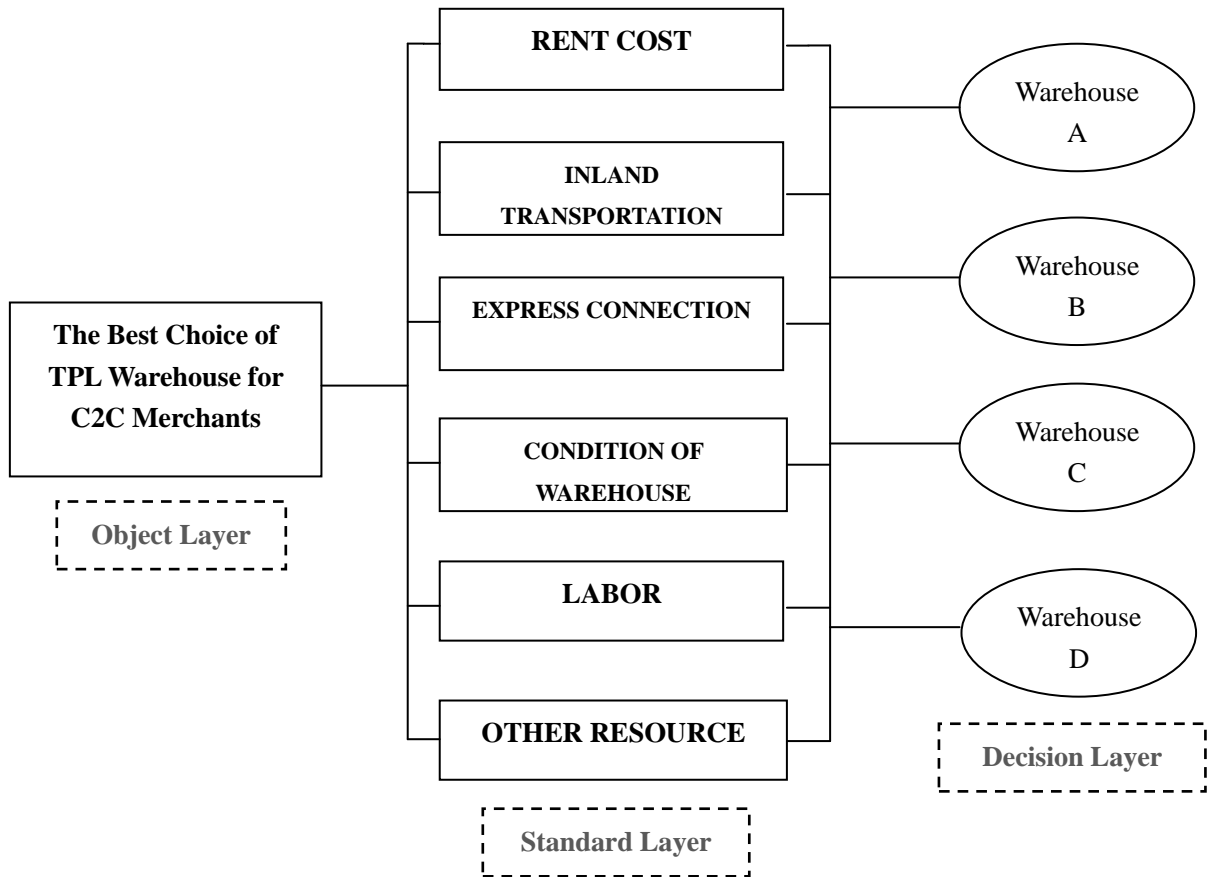 The Best Choice of
TPL Warehouse for
C2C Merchants
Object Layer
RENT COST
INLAND
TRANSPORTATION
EXPRESS CONNECTION
CONDITION OF
WAREHOUSE
LABOR
OTHER RESOURCE
Standard Layer
Warehouse
A
Warehouse
B
Warehouse
C
Warehouse
D
Decision Layer